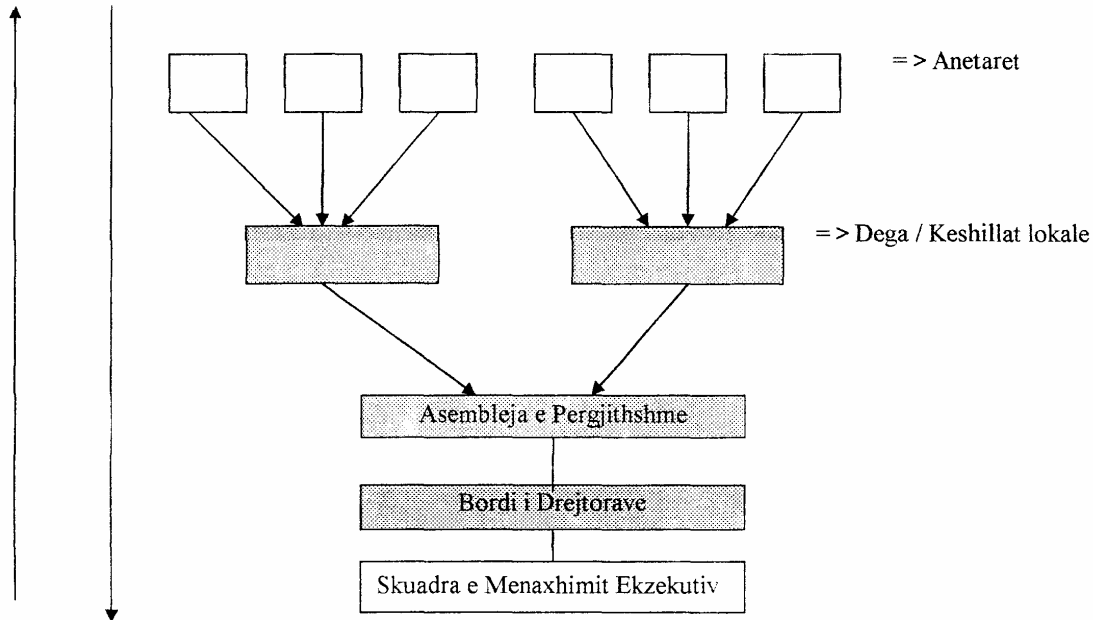 = > Anetaret
= > Dega / Keshillat lokale
Asembleja e Pergjithshme
Bordi i Drejtorave
Skuadra e Menaxhimit Ekzekutiv